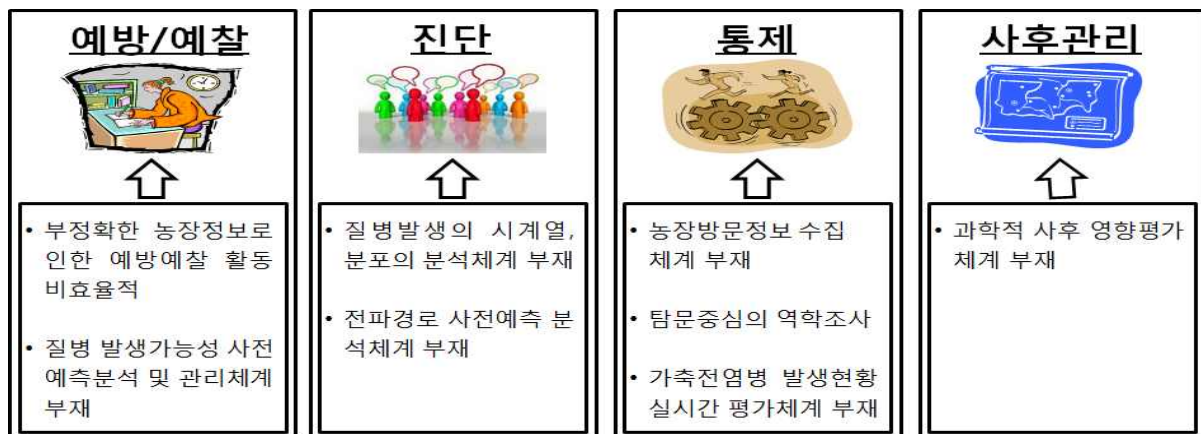 예방/예찰
• 부정확한 농장정보로
인한 예방예찰 활동
비효율적
• 질병 발생가능성 사전
예측분석 및 관리체계
부재
진단
• 질병발생의 시계열,
분포의 분석체계 부재
• 전파경로 사전예측 분
석체계 부재
통제
• 농장방문정보 수집
체계 부재
• 탐문중심의 역학조사
• 가축전염병 발생현황
실시간 평가체계 부재
사후관리
• 과학적 사후 영향평가
체계 부재